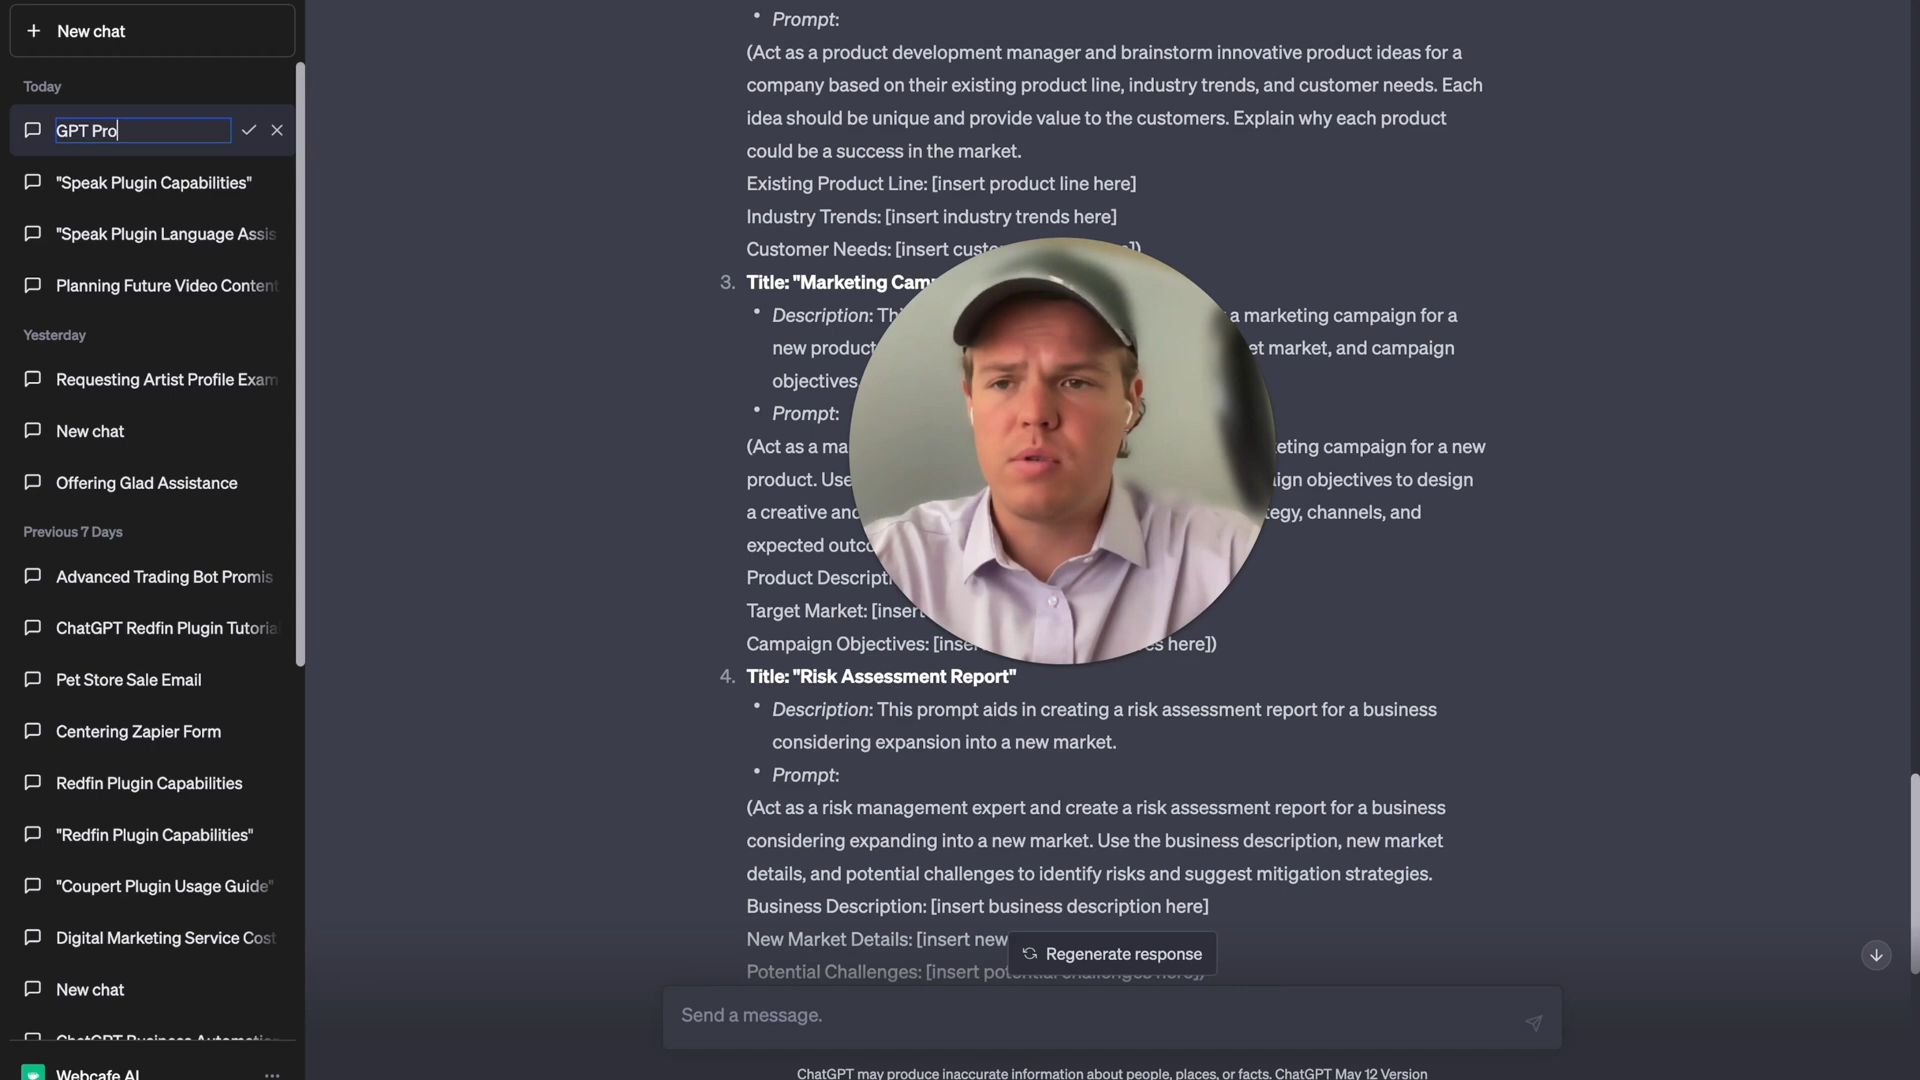 New chat
Today
GPT Pro
"Speak Plugin Capabilities"
"Speak Plugin Language Assis
Planning Future Video Conten
Yesterday
Requesting Artist Profile Exam
New chat
Offering Glad Assistance
Previous 7 Days
Advanced Trading Bot Promis
ChatGPT Redfin Plugin Tutoria
Pet Store Sale Email
Centering Zapier Form
Redfin Plugin Capabilities
"Redfin Plugin Capabilities"
"Coupert Plugin Usage Guide"
Digital Marketing Service Cost
New chat
ChatGPT Business Automation
Webcafe AI
• Prompt:
(Act as a product development manager and brainstorm innovative product ideas for a
company based on their existing product line, industry trends, and customer needs. Each
idea should be unique and provide value to the customers. Explain why each product
could be a success in the market.
Existing Product Line: [insert product line here]
Industry Trends: [insert industry trends here]
Customer Needs: [insert custo])
3. Title: "Marketing Cam
• Description: Thi a marketing campaign for a
new product et market, and campaign
objectives
• Prompt:
(Act as a ma eting campaign for a new
product. Use ign objectives to design
a creative and tegy, channels, and
expected outco
Product Descripti
Target Market: [insert
Campaign Objectives: [inse es here])
4. Title: "Risk Assessment Report"
• Description: This prompt aids in creating a risk assessment report for a business
considering expansion into a new market.
• Prompt:
(Act as a risk management expert and create a risk assessment report for a business
considering expanding into a new market. Use the business description, new market
details, and potential challenges to identify risks and suggest mitigation strategies.
Business Description: [insert business description here]
New Market Details: [insert new
Potential Challenges: [insert potential challenges here])
Regenerate response
Send a message.
ChatGPT may produce inaccurate information about people, places, or facts. ChatGPT May 12 Version